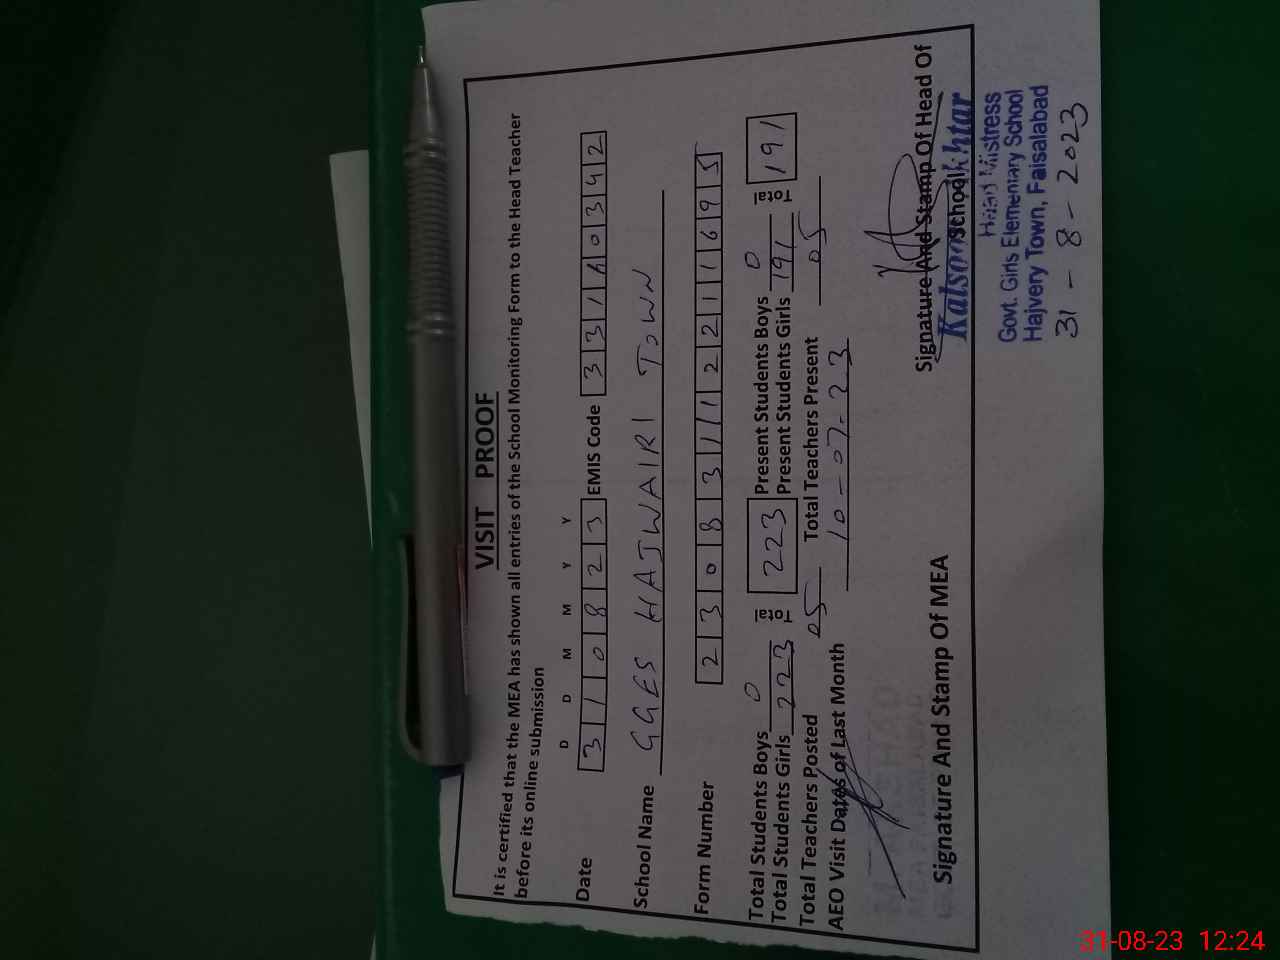 VISIT PROOF
It is certified that the MEA has shown all entries of the School Monitoring Form to the Head Teacher
before its online submission
D D M M Y Y
Date 3 1 0 8 2 3 EMIS Code 3 3 1 1 0 3 4 2
School Name GGES HAJWAIRI TOWN
Form Number 2 3 0 8 3 1 1 2 2 1 1 6 9 5
Total Students Boys 0 Total 223 Present Students Boys 0 Total 191
Total Students Girls 223 Present Students Girls 191
Total Teachers Posted 05 Total Teachers Present 05
AEO Visit Dates of Last Month 10-07-23
Signature And Stamp Of MEA
Signature And Stamp Of Head Of
School
Head Mistress
Govt. Girls Elementary School
Hajvery Town, Faisalabad
31-8-2023
31-08-23 12:24